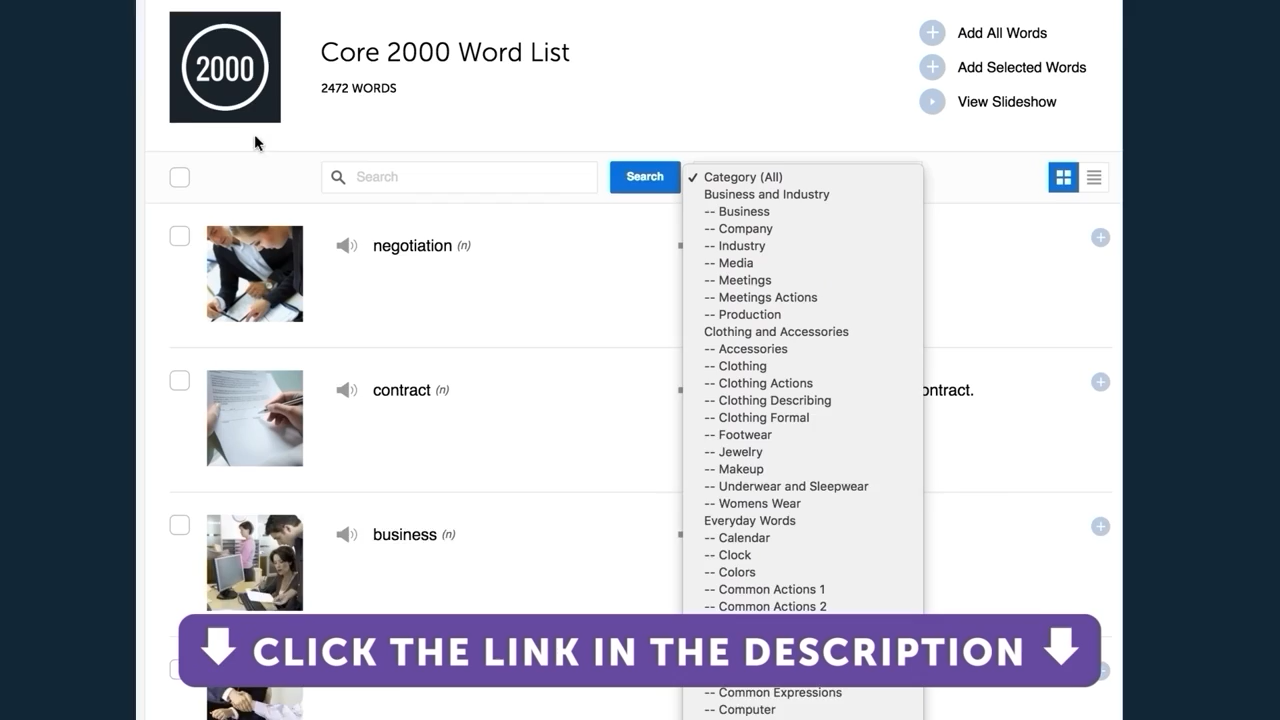 2000
Core 2000 Word List
2472 WORDS
Add All Words
Add Selected Words
View Slideshow
Search
Search
✓ Category (All)
Business and Industry
-- Business
-- Company
-- Industry
-- Media
-- Meetings
-- Meetings Actions
-- Production
Clothing and Accessories
-- Accessories
-- Clothing
-- Clothing Actions
-- Clothing Describing
-- Clothing Formal
-- Footwear
-- Jewelry
-- Makeup
-- Underwear and Sleepwear
-- Womens Wear
Everyday Words
-- Calendar
-- Clock
-- Colors
-- Common Actions 1
-- Common Actions 2
-- Common Expressions
-- Computer
negotiation (n)
contract (n)
ontract.
business (n)
CLICK THE LINK IN THE DESCRIPTION